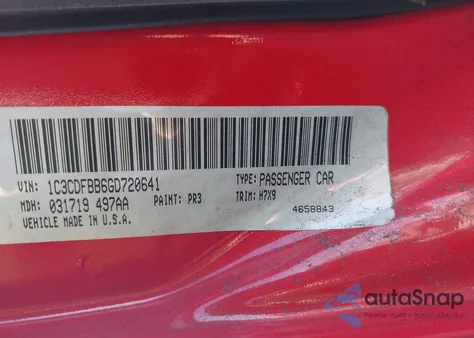 VIN: 1C3CDFBB6GD720641 TYPE: PASSENGER CAR
MDH: 031719 497AA PAINT: PR3 TRIM: H7X9
VEHICLE MADE IN U.S.A. 4658843
autoSnap